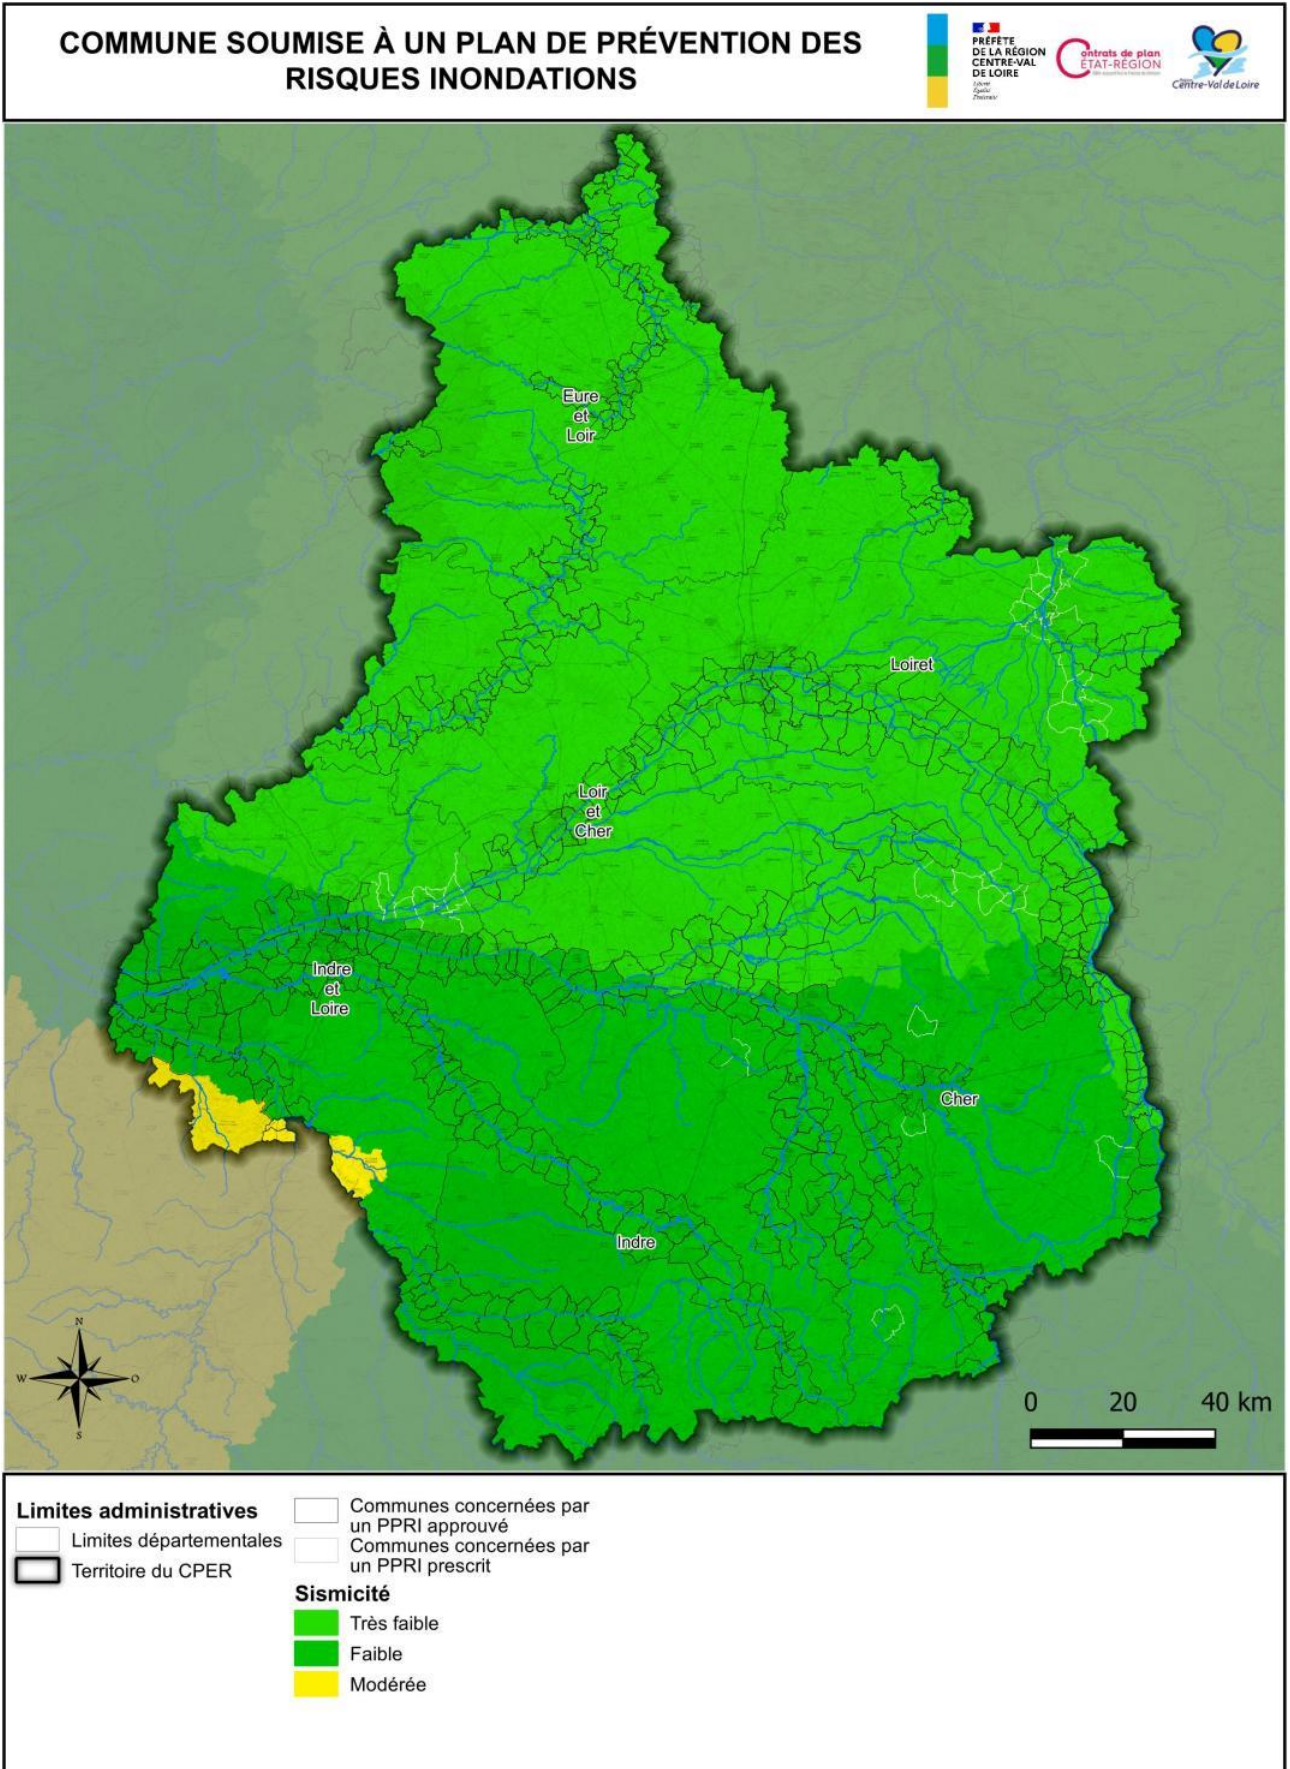 COMMUNE SOUMISE À UN PLAN DE PRÉVENTION DES
RISQUES INONDATIONS
PRÉFÈTE
DE LA RÉGION
CENTRE-VAL
DE LOIRE
Liberté
Égalité
Fraternité
Contrats de plan
ÉTAT-RÉGION
Centre-Val de Loire
Eure
et
Loir
Loiret
Loir
et
Cher
Indre
et
Loire
Cher
Indre
N
W
O
S
0 20 40 km
Limites administratives
Limites départementales
Territoire du CPER
Communes concernées par
un PPRI approuvé
Communes concernées par
un PPRI prescrit
Sismicité
Très faible
Faible
Modérée